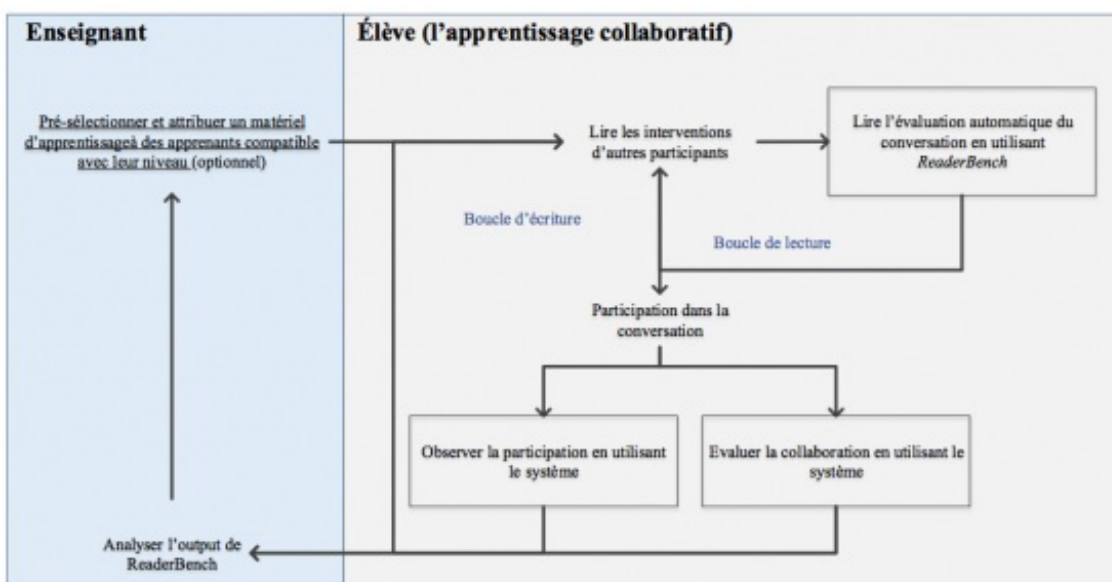 Enseignant
Élève (l'apprentissage collaboratif)
Pré-sélectionner et attribuer un matériel
d'apprentissageà des apprenants compatible
avec leur niveau (optionnel)
Lire les interventions
d'autres participants
Lire l'évaluation automatique du
conversation en utilisant
ReaderBench
Boucle d'écriture
Boucle de lecture
Participation dans la
conversation
Observer la participation en utilisant
le système
Evaluer la collaboration en utilisant le
système
Analyser l'output de
ReaderBench